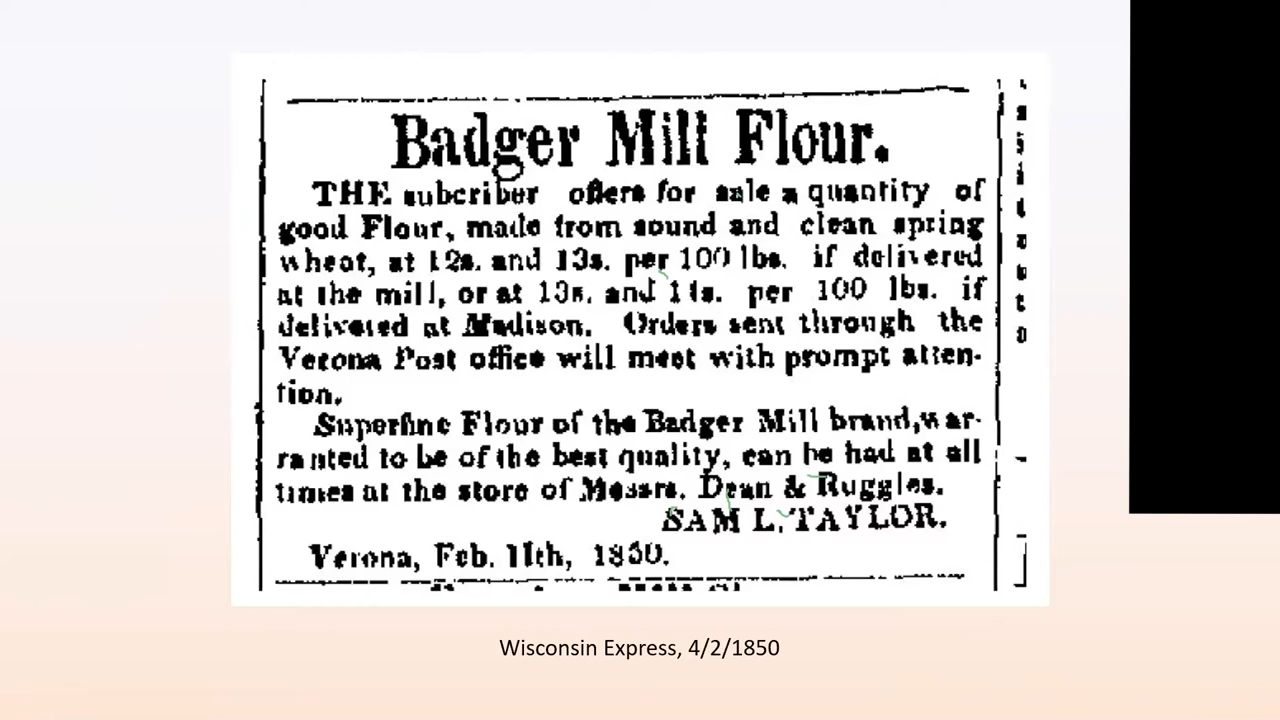 Badger Mill Flour.
THE subcriber offers for sale a quantity of
good Flour, made from sound and clean spring
wheat, at 12s. and 13s. per 100 lbs. if delivered
at the mill, or at 13s. and 14s. per 100 lbs. if
delivered at Madison. Orders sent through the
Verona Post office will meet with prompt atten-
tion.
Superfine Flour of the Badger Mill brand, war-
ranted to be of the best quality, can be had at all
times at the store of Messrs. Dean & Ruggles.
SAM L. TAYLOR.
Verona, Feb. 11th, 1850.
Wisconsin Express, 4/2/1850